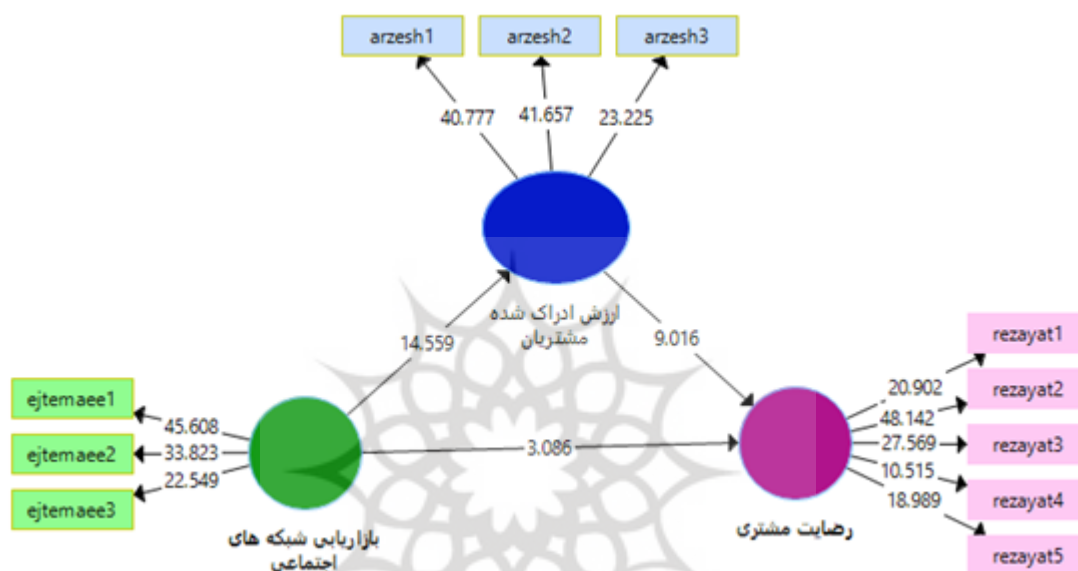 arzesh1 arzesh2 arzesh3
40.777 41.657 23.225
ارزش ادراک شده
مشتریان
14.559 9.016
ejtemaee1
ejtemaee2
ejtemaee3
45.608
33.823
22.549
بازاریابی شبکه های
اجتماعی
3.086
رضایت مشتری
20.902
48.142
27.569
10.515
18.989
rezayat1
rezayat2
rezayat3
rezayat4
rezayat5